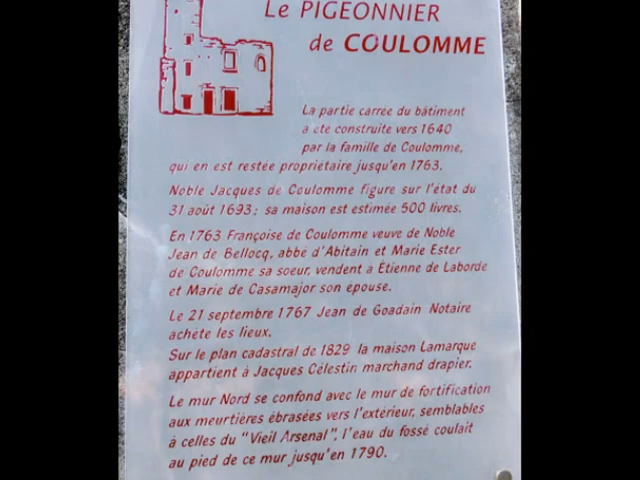 Le PIGEONNIER
de COULOMME
La partie carrée du bâtiment
a été construite vers 1640
par la famille de Coulomme,
qui en est restée propriétaire jusqu'en 1763.
Noble Jacques de Coulomme figure sur l'état du
31 août 1693; sa maison est estimée 500 livres.
En 1763 Françoise de Coulomme veuve de Noble
Jean de Bellocq, abbé d'Abitain et Marie Ester
de Coulomme sa soeur, vendent à Étienne de Laborde
et Marie de Casamajor son épouse.
Le 21 septembre 1767 Jean de Goadain Notaire
achète les lieux.
Sur le plan cadastral de 1829 la maison Lamarque
appartient à Jacques Célestin marchand drapier.
Le mur Nord se confond avec le mur de fortification
aux meurtières ébrasées vers l'extérieur, semblables
à celles du "Vieil Arsenal", l'eau du fossé coulait
au pied de ce mur jusqu'en 1790.